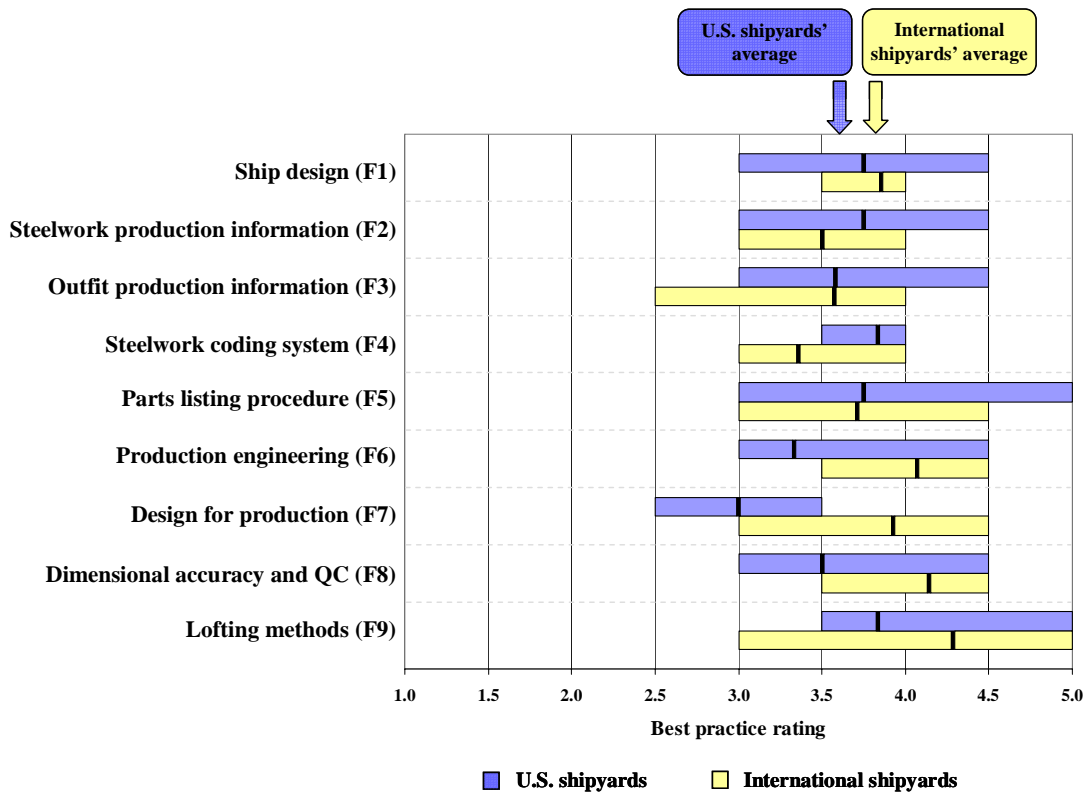 U.S. shipyards’
average
International
shipyards’ average
Ship design (F1)
Steelwork production information (F2)
Outfit production information (F3)
Steelwork coding system (F4)
Parts listing procedure (F5)
Production engineering (F6)
Design for production (F7)
Dimensional accuracy and QC (F8)
Lofting methods (F9)
1.0 1.5 2.0 2.5 3.0 3.5 4.0 4.5 5.0
Best practice rating
U.S. shipyards International shipyards